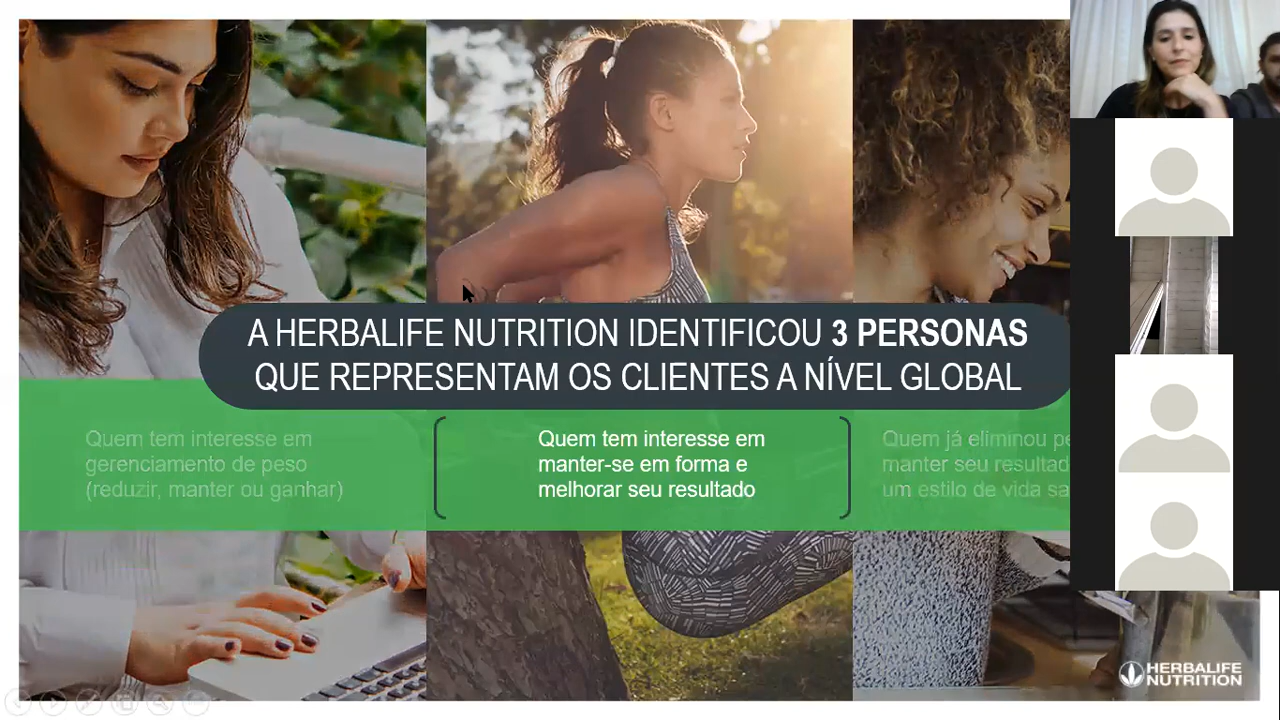 A HERBALIFE NUTRITION IDENTIFICOU 3 PERSONAS
QUE REPRESENTAM OS CLIENTES A NÍVEL GLOBAL
Quem tem interesse em
gerenciamento de peso
(reduzir, manter ou ganhar)
Quem tem interesse em
manter-se em forma e
melhorar seu resultado
Quem já eliminou
manter seu
um estilo de vida
HERBALIFE
NUTRITION